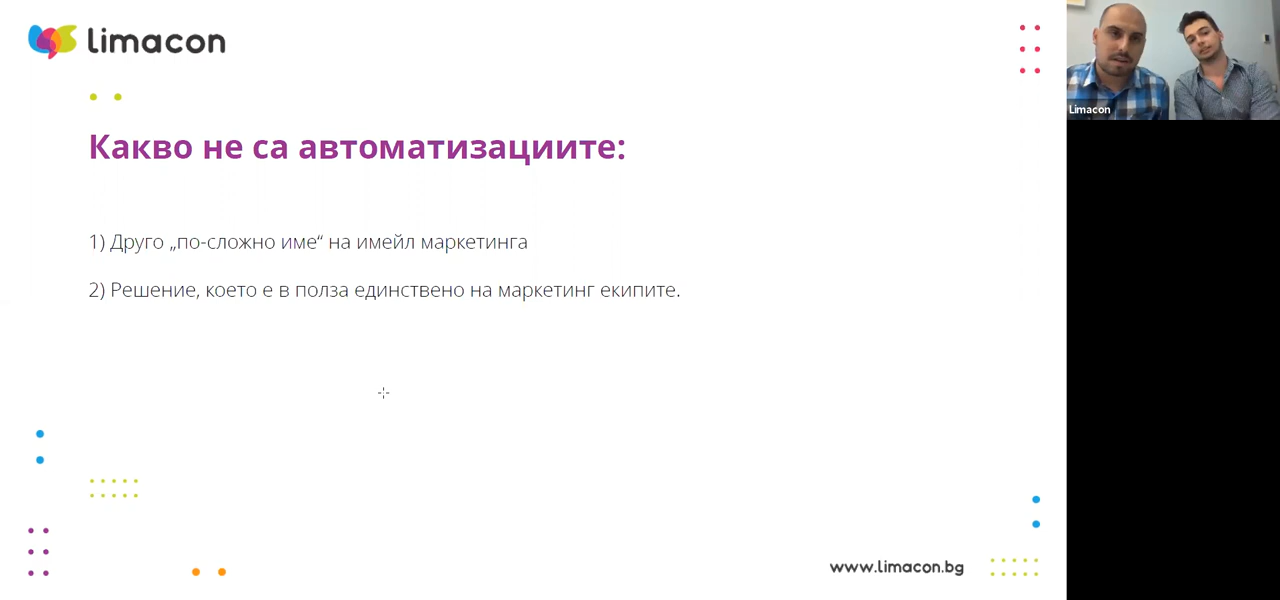 limacon
Какво не са автоматизациите:
1) Друго „по-сложно име“ на имейл маркетинга
2) Решение, което е в полза единствено на маркетинг екипите.
www.limacon.bg
Limacon